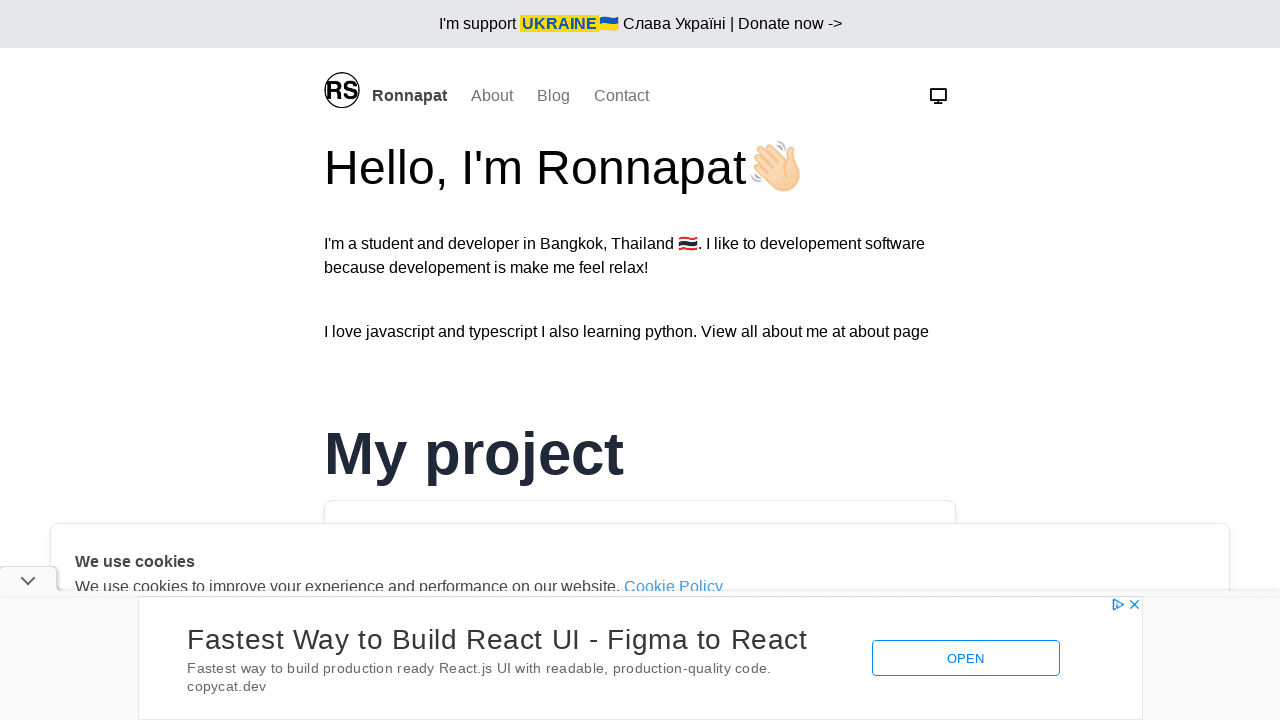 I'm support UKRAINE🇺🇦 Слава Україні | Donate now ->
RS Ronnapat About Blog Contact
Hello, I'm Ronnapat👋🏻
I'm a student and developer in Bangkok, Thailand 🇹🇭. I like to developement software
because developement is make me feel relax!
I love javascript and typescript I also learning python. View all about me at about page
My project
We use cookies
We use cookies to improve your experience and performance on our website. Cookie Policy
Fastest Way to Build React UI - Figma to React
Fastest way to build production ready React.js UI with readable, production-quality code.
copycat.dev
OPEN